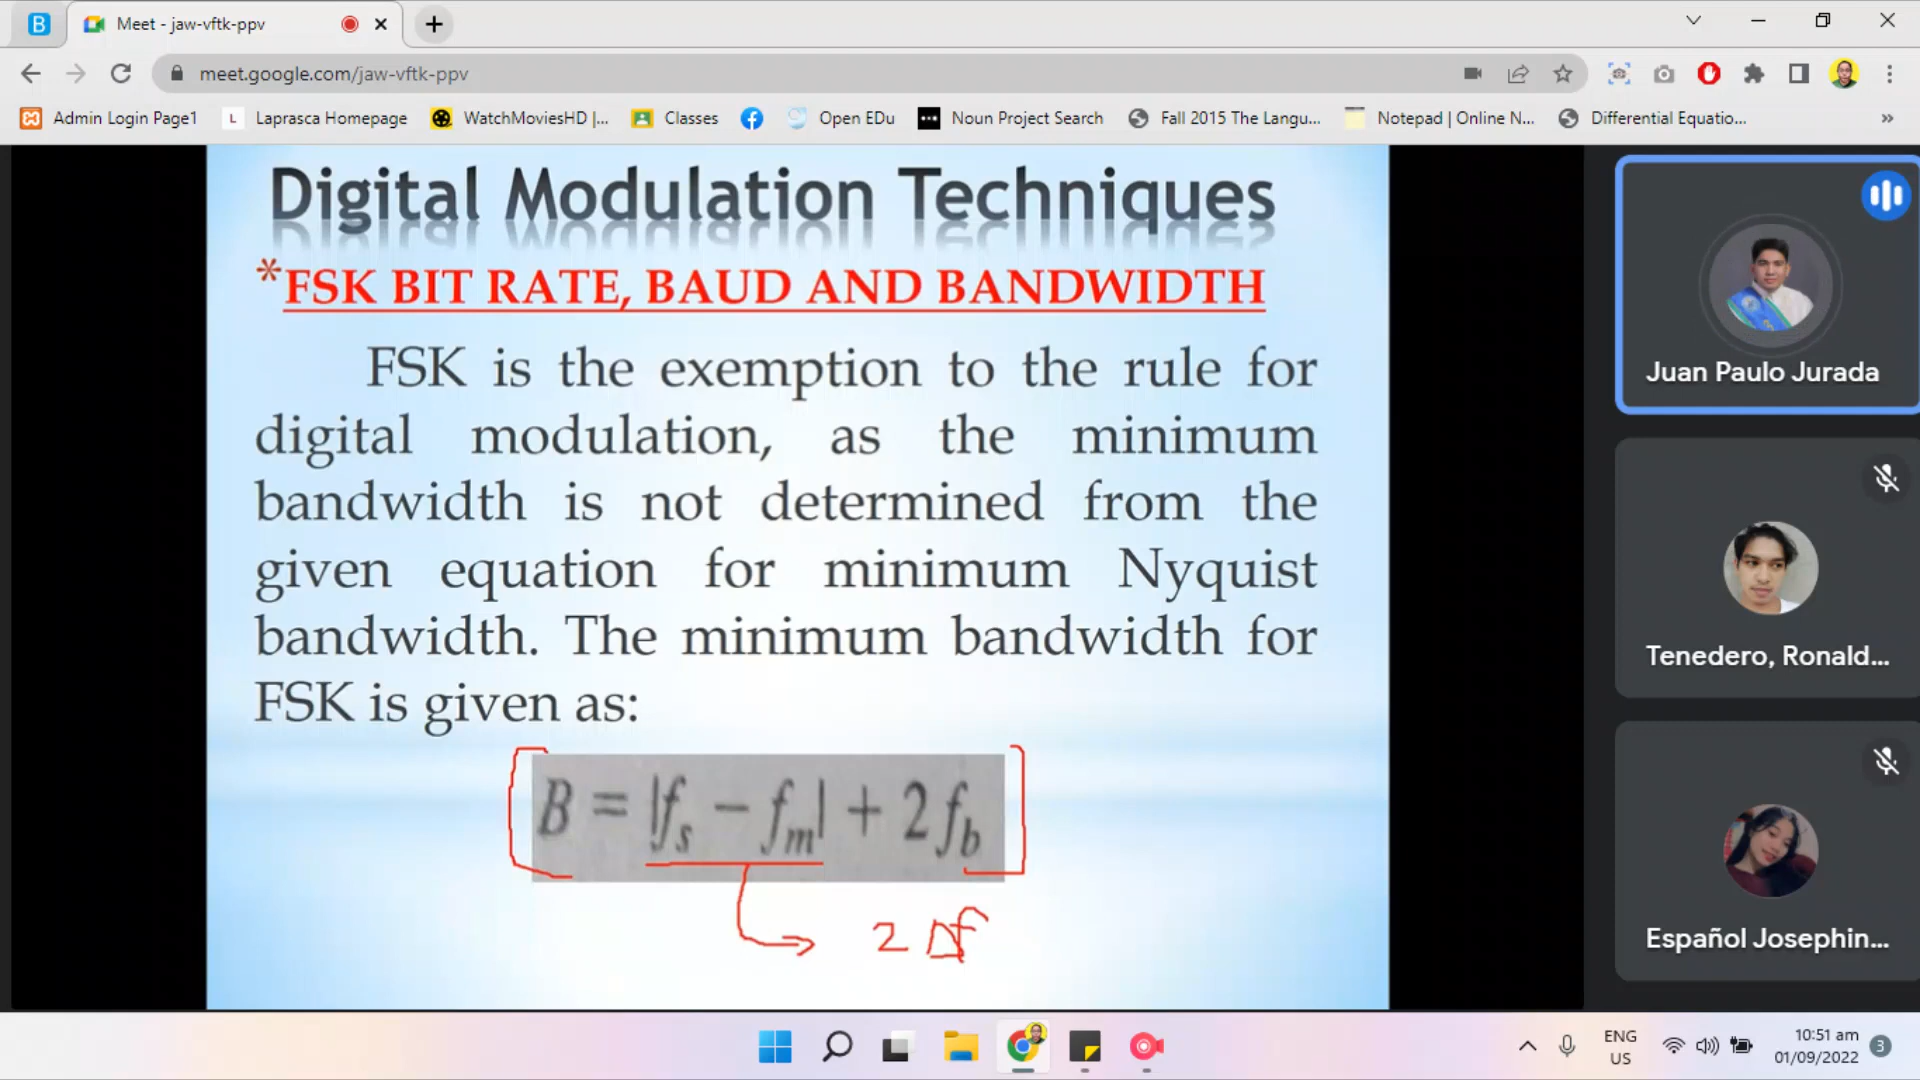 B
Meet - jaw-vftk-ppv
meet.google.com/jaw-vftk-ppv
Admin Login Page1
L Laprasca Homepage
WatchMoviesHD |...
Classes
Open EDu
Noun Project Search
Fall 2015 The Langu...
Notepad | Online N...
Differential Equatio...
»
Digital Modulation Techniques
*FSK BIT RATE, BAUD AND BANDWIDTH
FSK is the exemption to the rule for
digital modulation, as the minimum
bandwidth is not determined from the
given equation for minimum Nyquist
bandwidth. The minimum bandwidth for
FSK is given as:
B = |fs - fm| + 2fb
2 Δf
Juan Paulo Jurada
Tenedero, Ronald...
Español Josephin...
ENG
US
10:51 am
01/09/2022
3